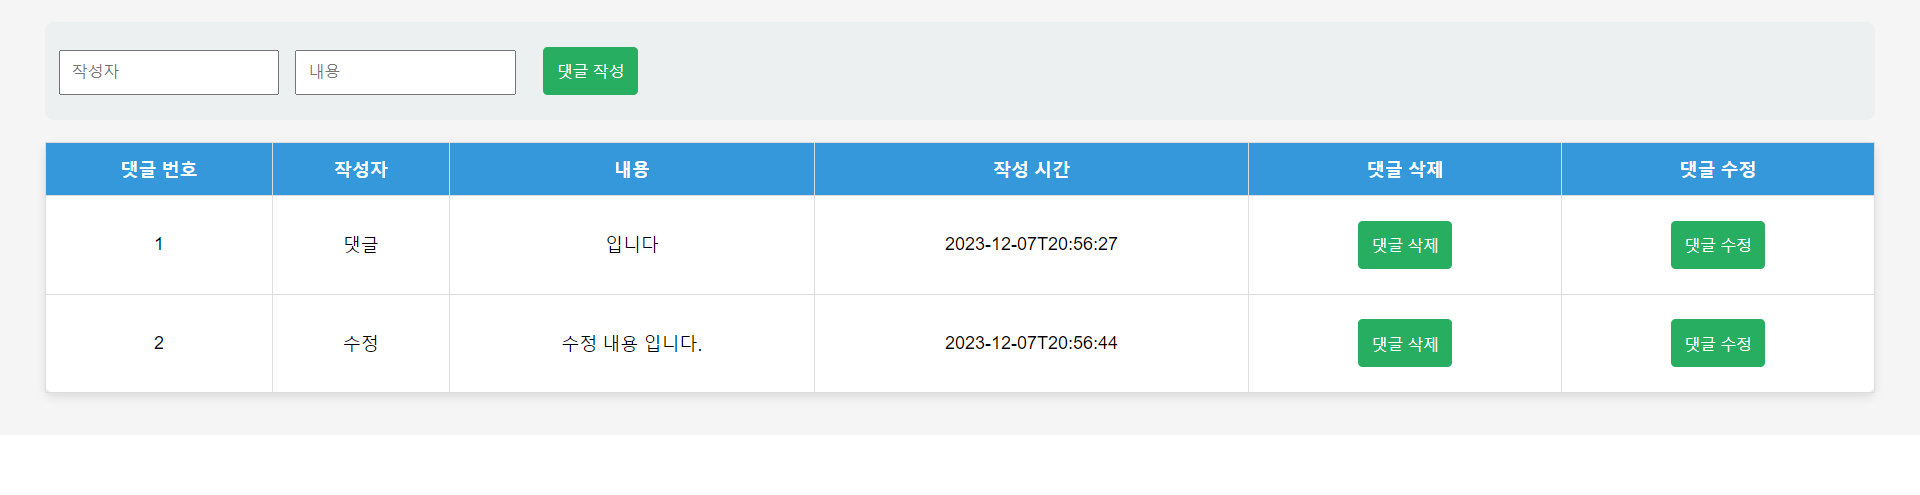 작성자 내용 댓글 작성
댓글 번호 작성자 내용 작성 시간 댓글 삭제 댓글 수정
1 댓글 입니다 2023-12-07T20:56:27 댓글 삭제 댓글 수정
2 수정 수정 내용 입니다. 2023-12-07T20:56:44 댓글 삭제 댓글 수정